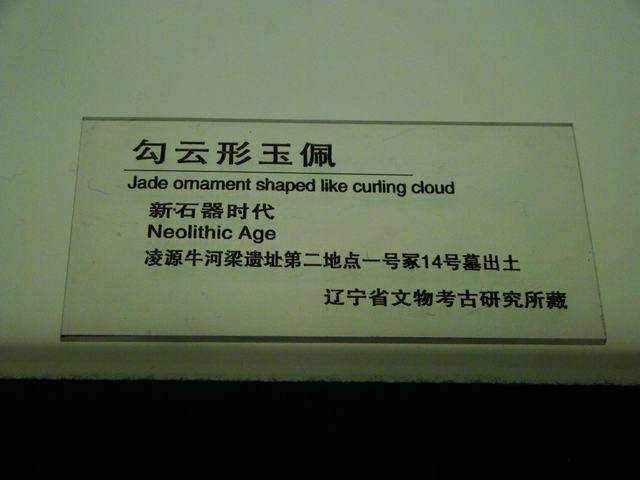 勾云形玉佩
Jade ornament shaped like curling cloud
新石器时代
Neolithic Age
凌源牛河梁遗址第二地点一号冢14号墓出土
辽宁省文物考古研究所藏